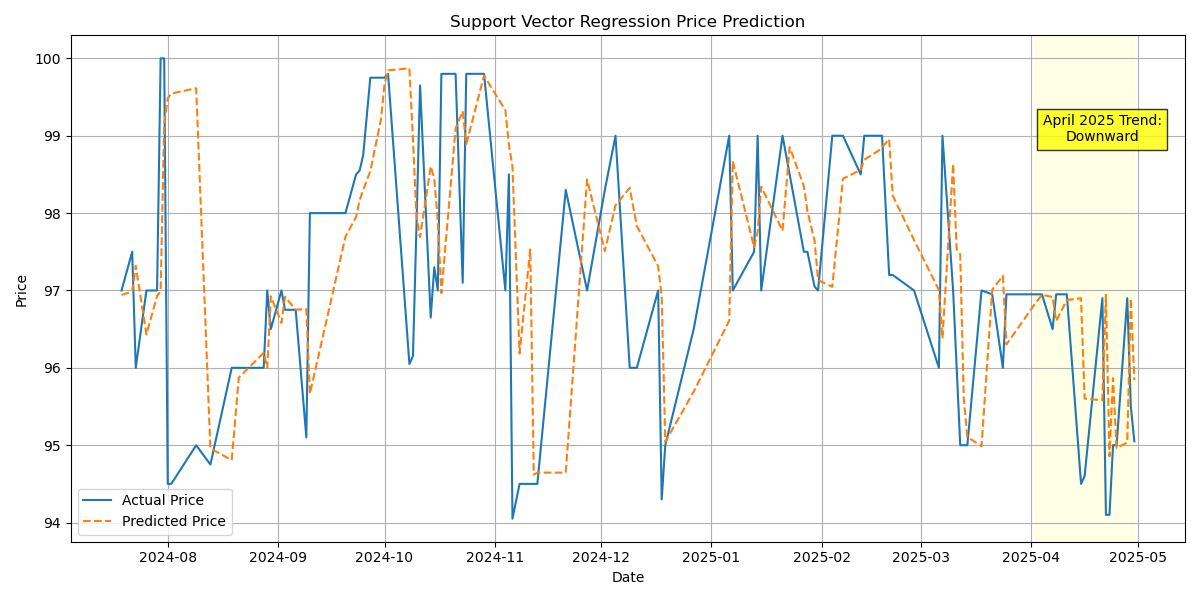 Support Vector Regression Price Prediction
100
99
98
97
96
95
94
Price
April 2025 Trend:
Downward
Actual Price
Predicted Price
2024-08
2024-09
2024-10
2024-11
2024-12
2025-01
2025-02
2025-03
2025-04
2025-05
Date